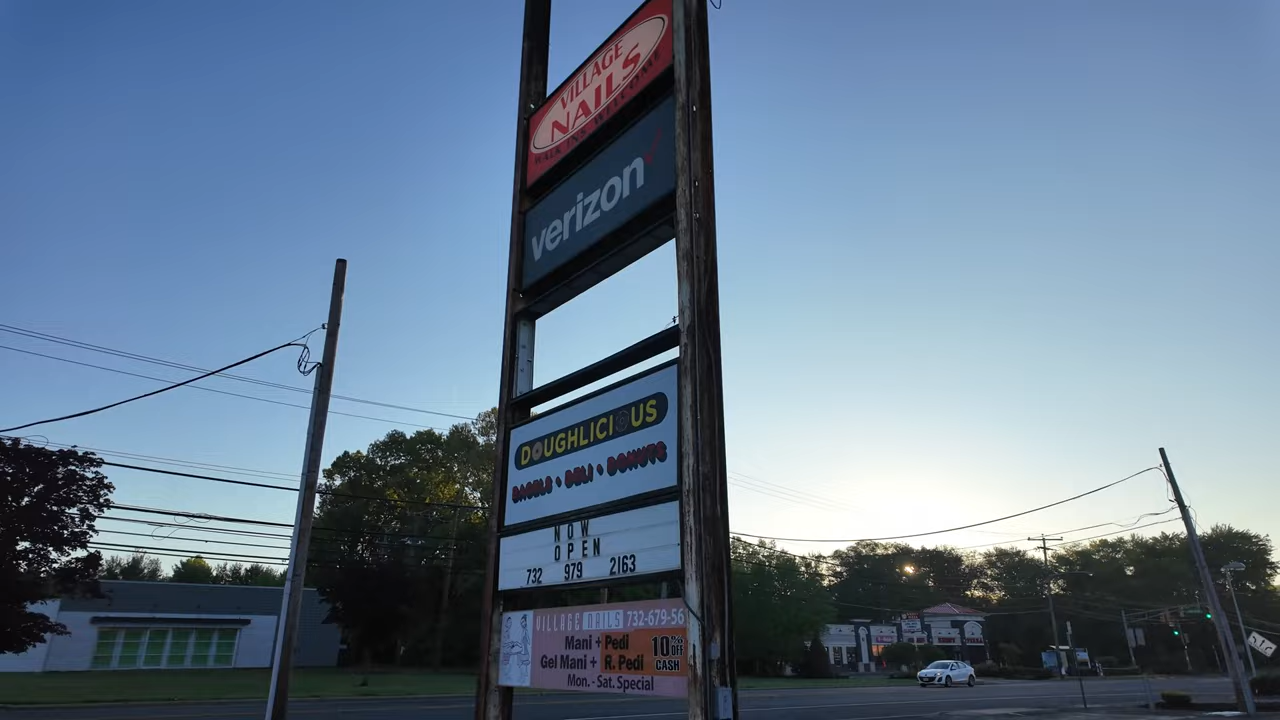 VILLAGE
NAILS
WALK INS WELCOME
verizon
DOUGHLICIOUS
BAGELS • DELI • DONUTS
NOW
OPEN
732 979 2163
VILLAGE NAILS 732-679-56
Mani + Pedi
Gel Mani + R. Pedi
10% OFF
CASH
Mon. - Sat. Special